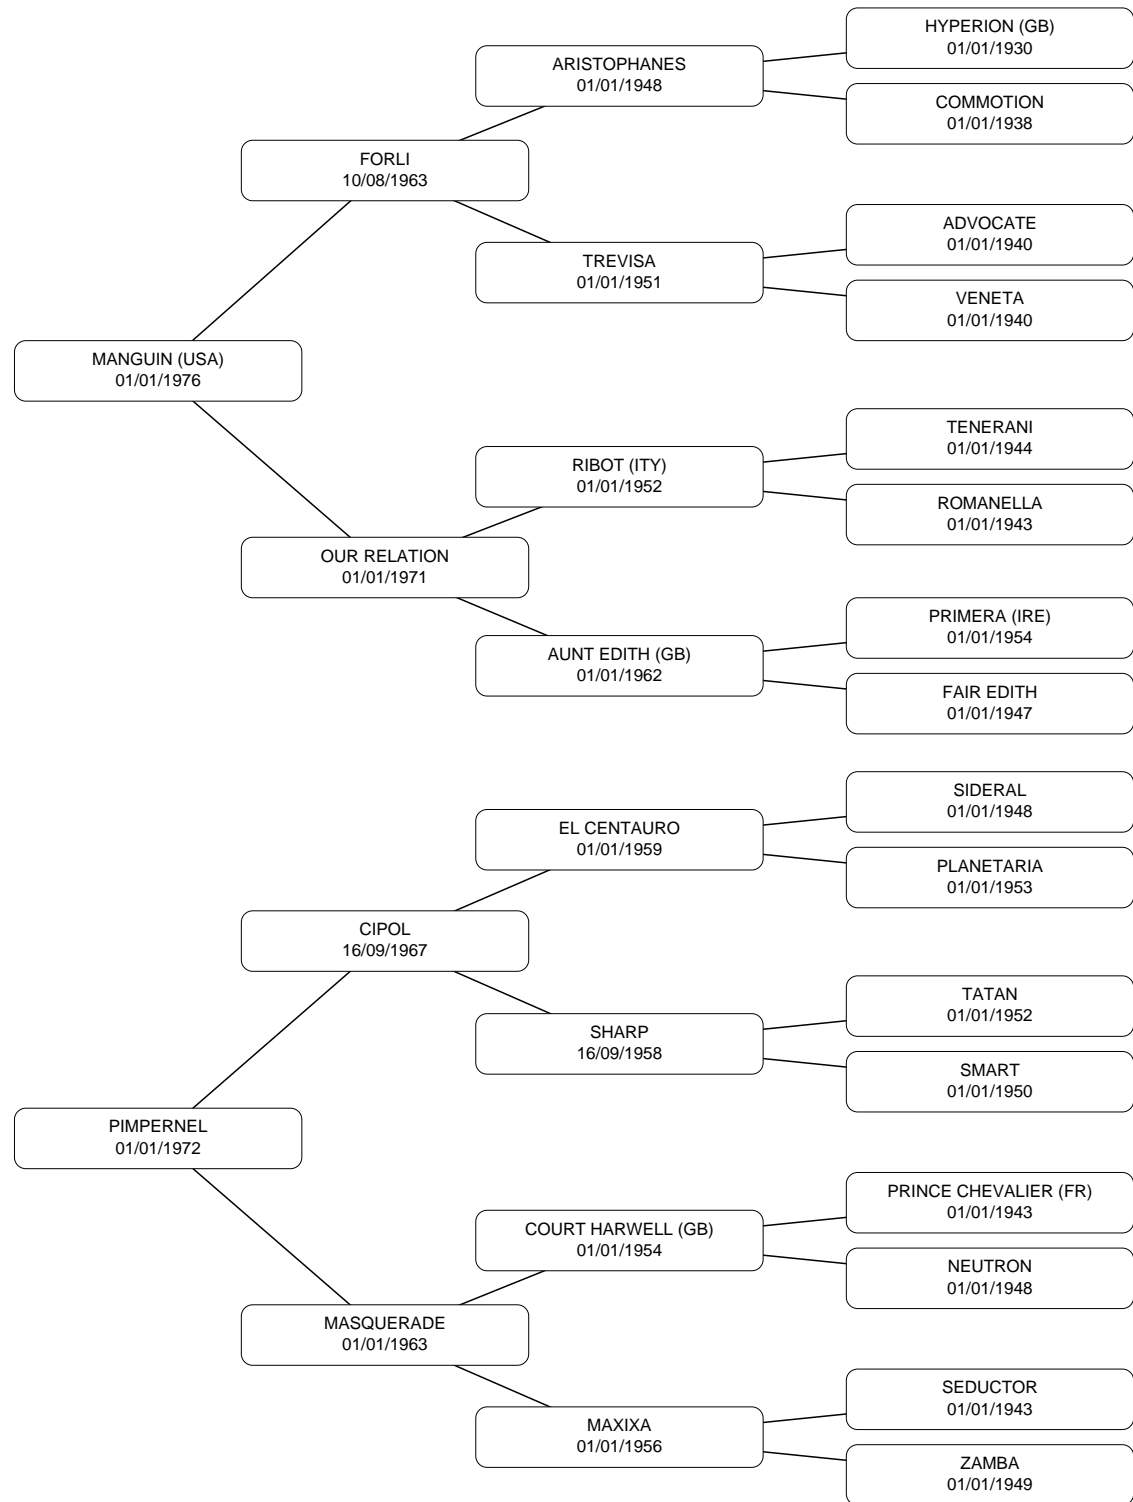 HYPERION (GB)
01/01/1930
ARISTOPHANES
01/01/1948
COMMOTION
01/01/1938
FORLI
10/08/1963
ADVOCATE
01/01/1940
TREVISA
01/01/1951
VENETA
01/01/1940
MANGUIN (USA)
01/01/1976
TENERANI
01/01/1944
RIBOT (ITY)
01/01/1952
ROMANELLA
01/01/1943
OUR RELATION
01/01/1971
PRIMERA (IRE)
01/01/1954
AUNT EDITH (GB)
01/01/1962
FAIR EDITH
01/01/1947
SIDERAL
01/01/1948
EL CENTAURO
01/01/1959
PLANETARIA
01/01/1953
CIPOL
16/09/1967
TATAN
01/01/1952
SHARP
16/09/1958
SMART
01/01/1950
PIMPERNEL
01/01/1972
PRINCE CHEVALIER (FR)
01/01/1943
COURT HARWELL (GB)
01/01/1954
NEUTRON
01/01/1948
MASQUERADE
01/01/1963
SEDUCTOR
01/01/1943
MAXIXA
01/01/1956
ZAMBA
01/01/1949